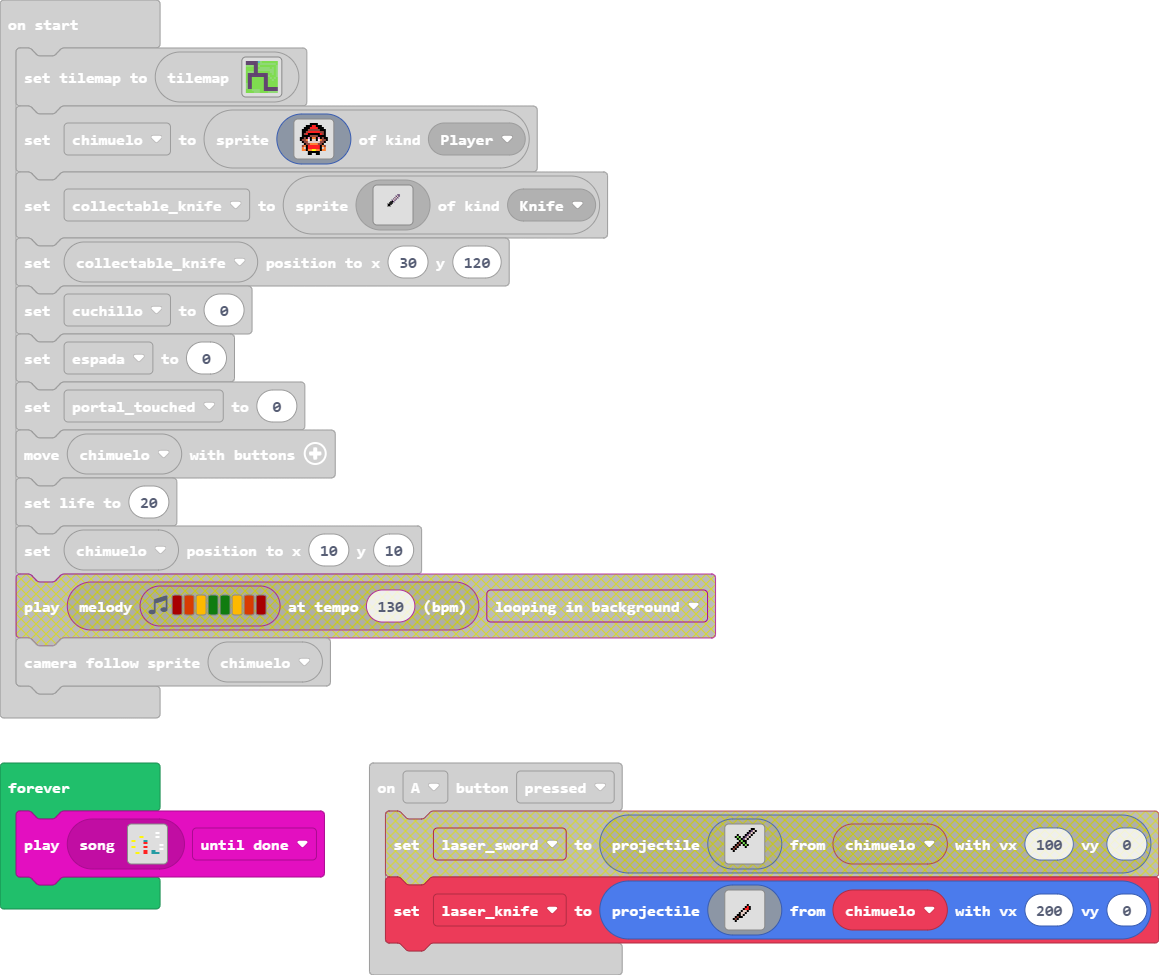 on start
set tilemap to tilemap
set chimuelo to sprite of kind Player
set collectable_knife to sprite of kind Knife
set collectable_knife position to x 30 y 120
set cuchillo to 0
set espada to 0
set portal_touched to 0
move chimuelo with buttons
set life to 20
set chimuelo position to x 10 y 10
play melody at tempo 130 (bpm) looping in background
camera follow sprite chimuelo
forever
play song until done
on A button pressed
set laser_sword to projectile from chimuelo with vx 100 vy 0
set laser_knife to projectile from chimuelo with vx 200 vy 0